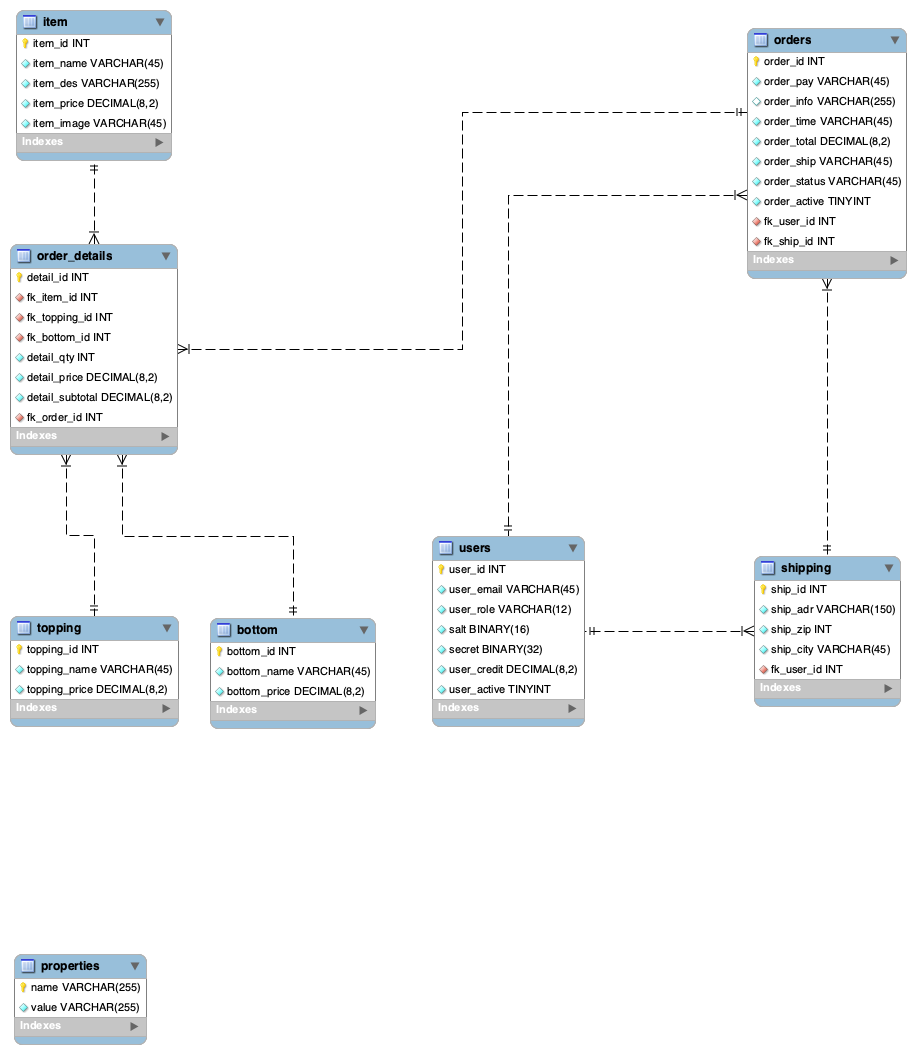 item
item_id INT
item_name VARCHAR(45)
item_des VARCHAR(255)
item_price DECIMAL(8,2)
item_image VARCHAR(45)
Indexes
orders
order_id INT
order_pay VARCHAR(45)
order_info VARCHAR(255)
order_time VARCHAR(45)
order_total DECIMAL(8,2)
order_ship VARCHAR(45)
order_status VARCHAR(45)
order_active TINYINT
fk_user_id INT
fk_ship_id INT
Indexes
order_details
detail_id INT
fk_item_id INT
fk_topping_id INT
fk_bottom_id INT
detail_qty INT
detail_price DECIMAL(8,2)
detail_subtotal DECIMAL(8,2)
fk_order_id INT
Indexes
topping
topping_id INT
topping_name VARCHAR(45)
topping_price DECIMAL(8,2)
Indexes
bottom
bottom_id INT
bottom_name VARCHAR(45)
bottom_price DECIMAL(8,2)
Indexes
users
user_id INT
user_email VARCHAR(45)
user_role VARCHAR(12)
salt BINARY(16)
secret BINARY(32)
user_credit DECIMAL(8,2)
user_active TINYINT
Indexes
shipping
ship_id INT
ship_adr VARCHAR(150)
ship_zip INT
ship_city VARCHAR(45)
fk_user_id INT
Indexes
properties
name VARCHAR(255)
value VARCHAR(255)
Indexes